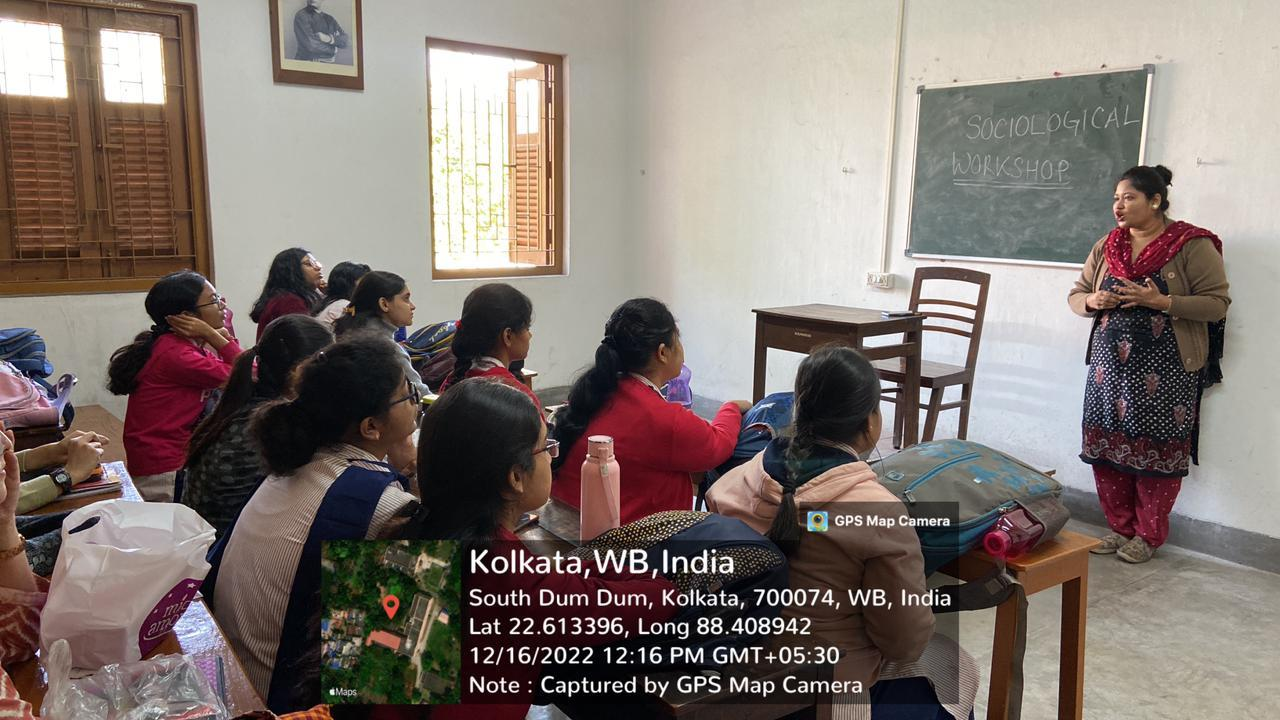 SOCIOLOGICAL
WORKSHOP
GPS Map Camera
Kolkata,WB,India
South Dum Dum, Kolkata, 700074, WB, India
Lat 22.613396, Long 88.408942
12/16/2022 12:16 PM GMT+05:30
Note : Captured by GPS Map Camera
Maps